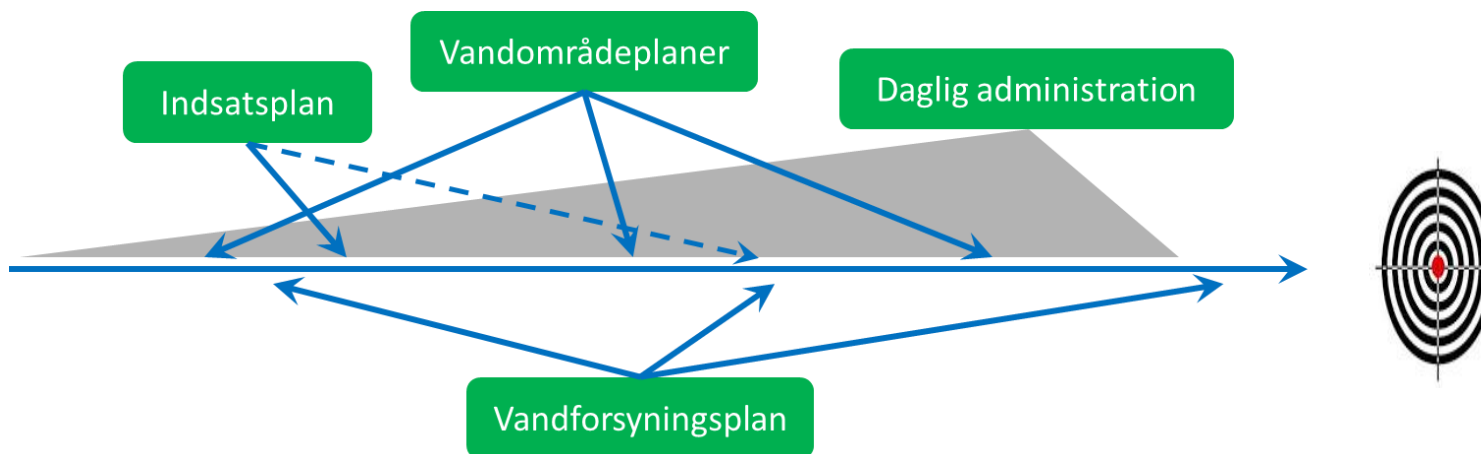 Vandområdeplaner
Indsatsplan
Daglig administration
Vandforsyningsplan